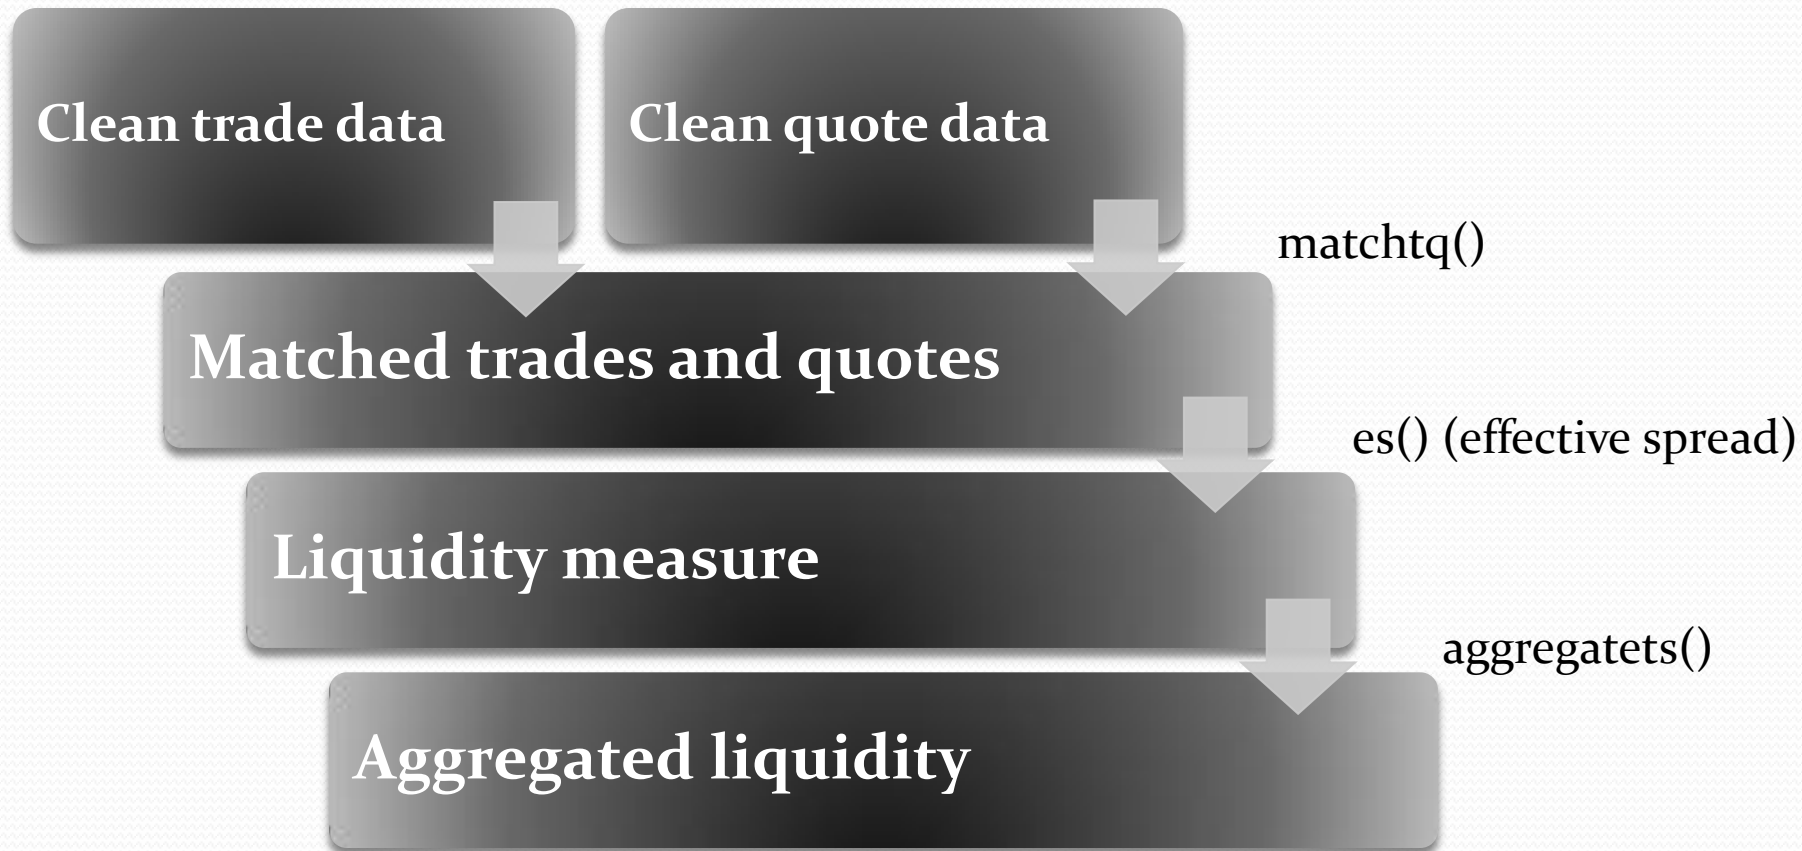 Clean trade data
Clean quote data
matchtq()
Matched trades and quotes
es() (effective spread)
Liquidity measure
aggregatets()
Aggregated liquidity